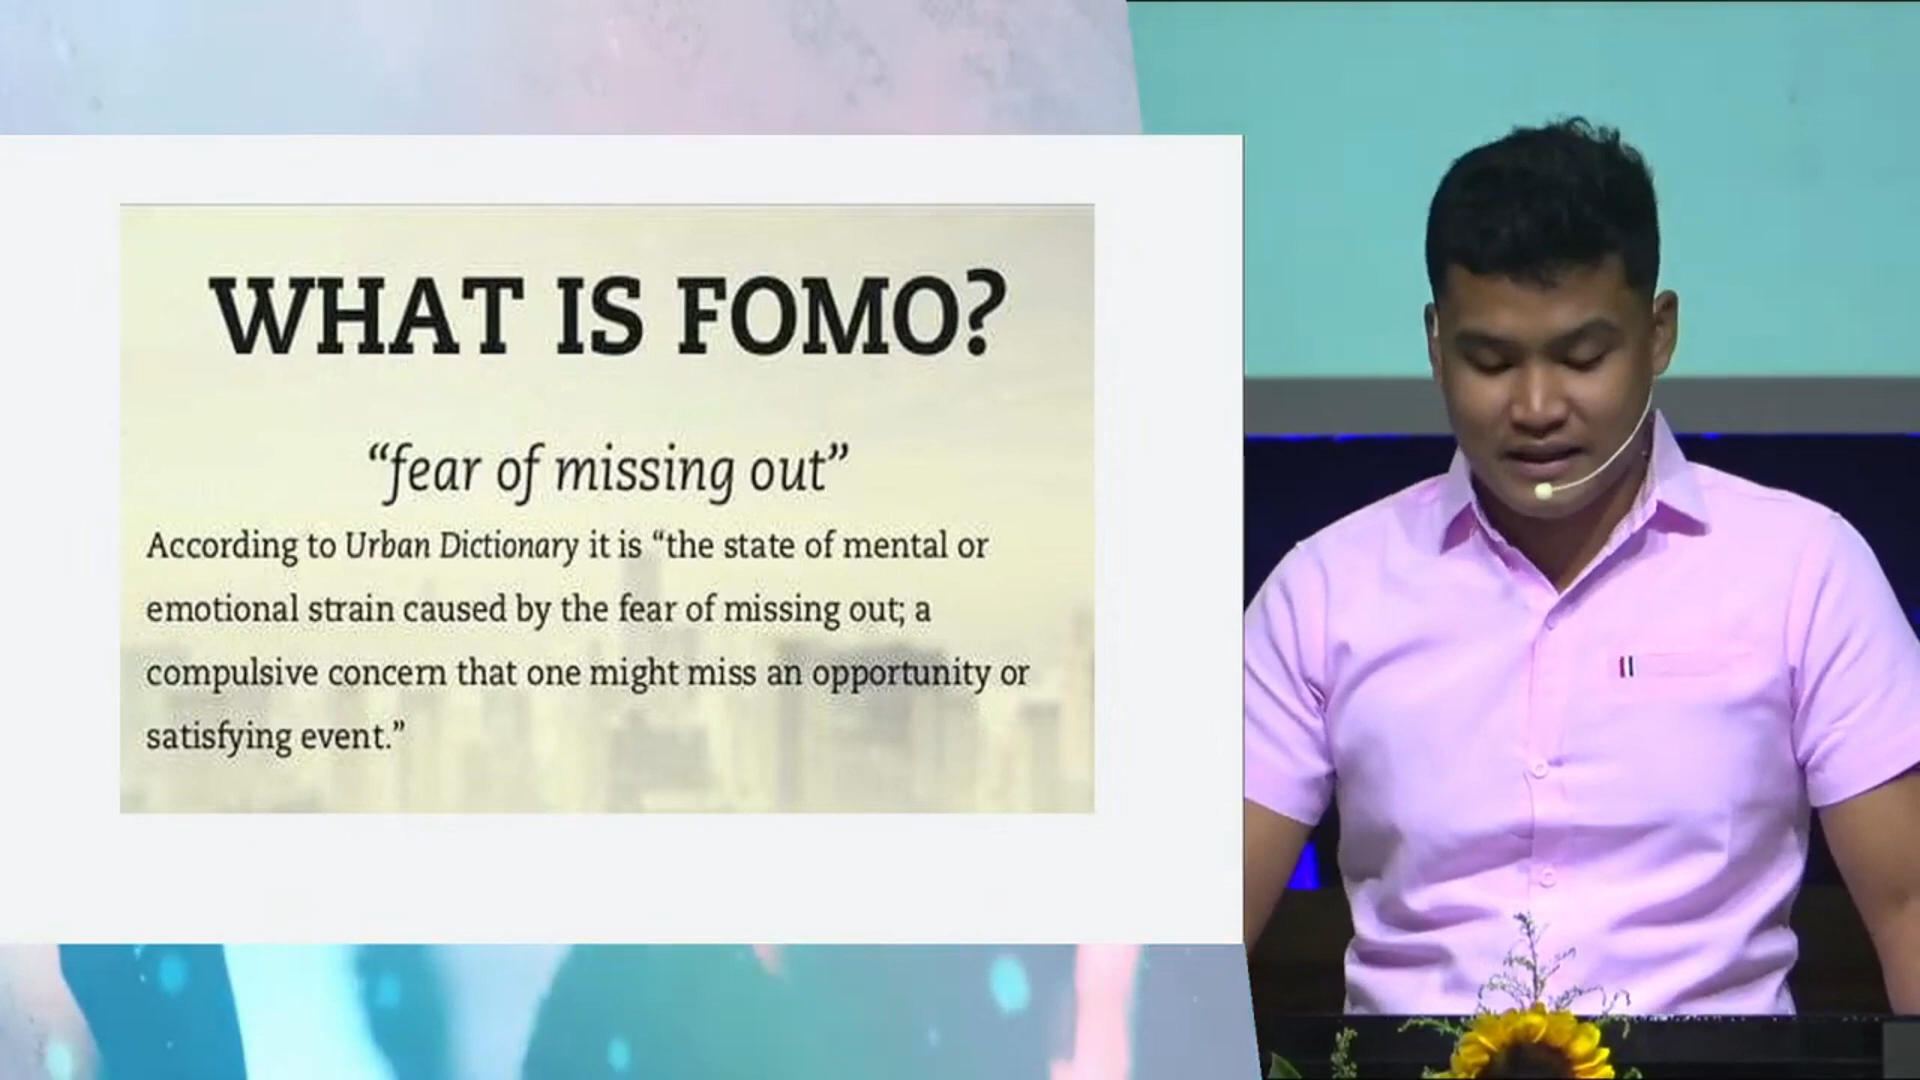 WHAT IS FOMO?
“fear of missing out”
According to Urban Dictionary it is “the state of mental or
emotional strain caused by the fear of missing out; a
compulsive concern that one might miss an opportunity or
satisfying event.”